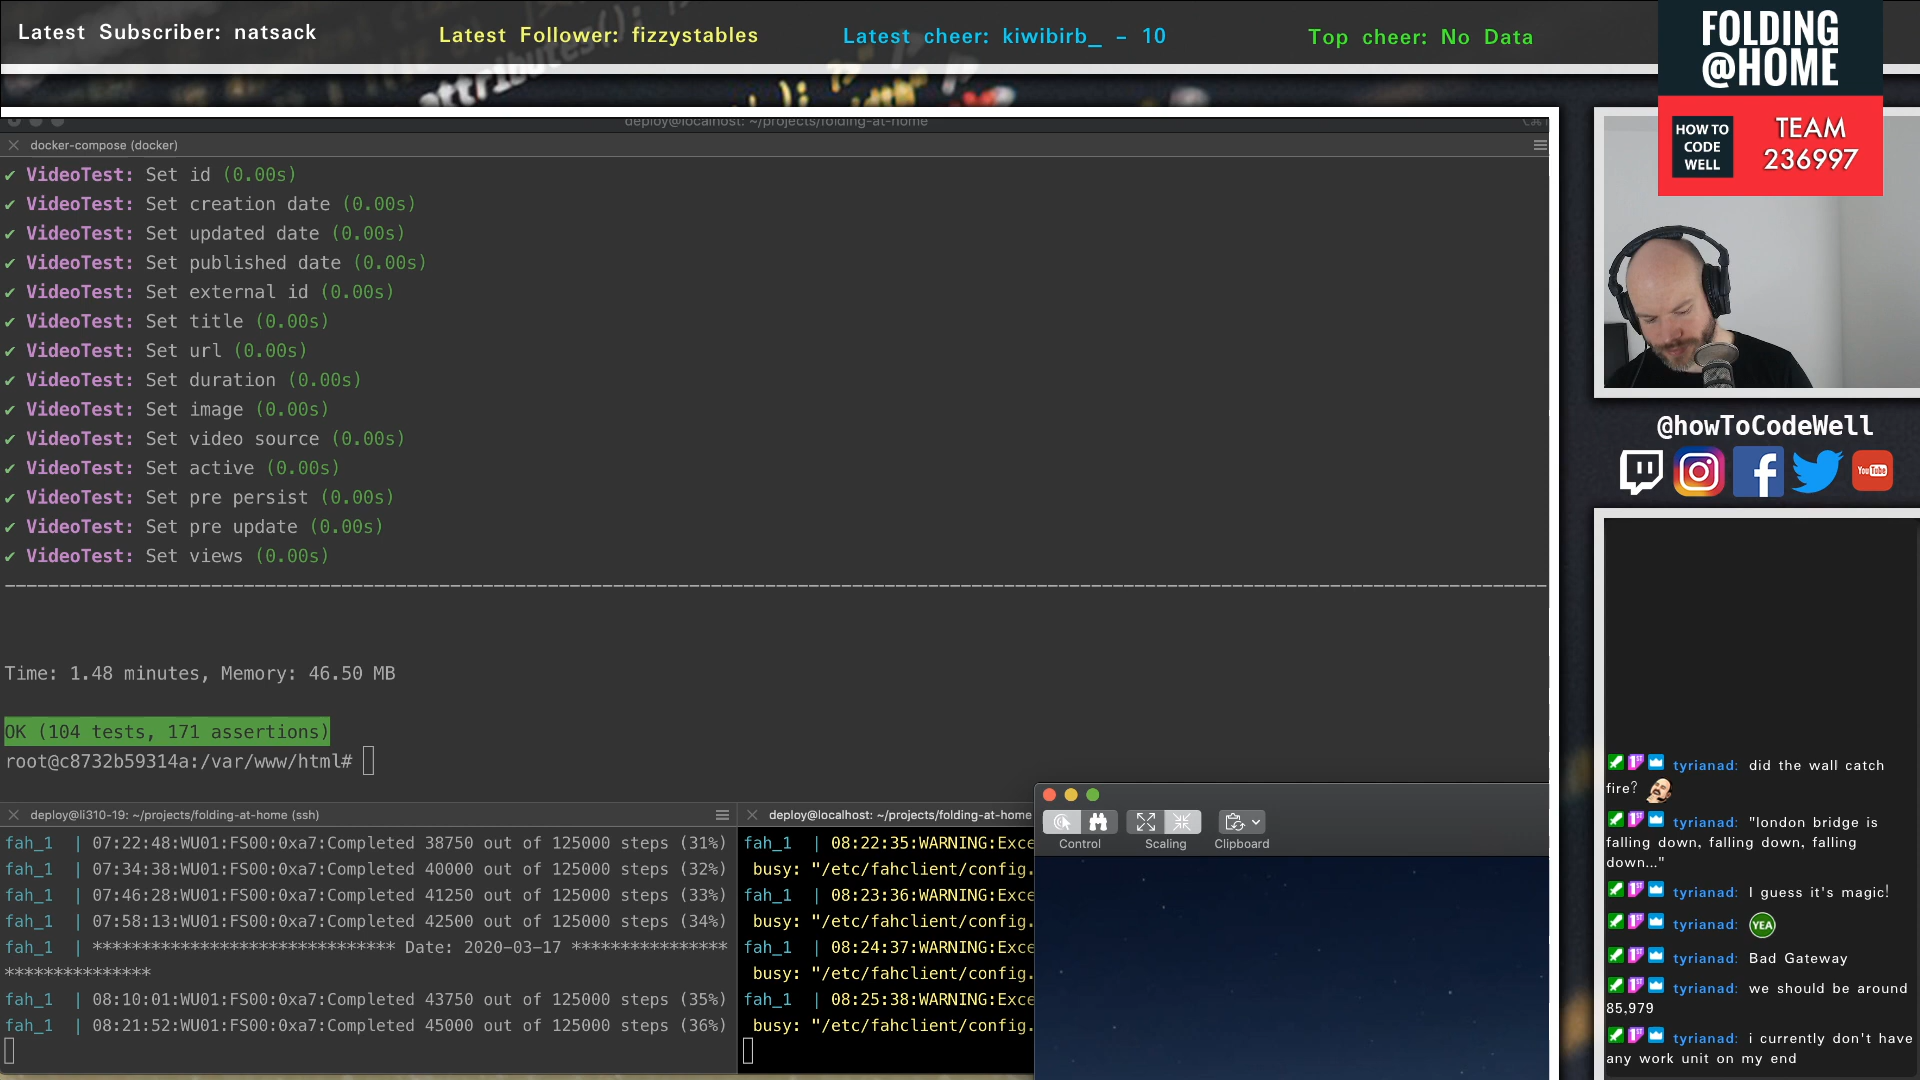 Latest Subscriber: natsack
Latest Follower: fizzystables
Latest cheer: kiwibirb_ - 10
Top cheer: No Data
FOLDING
@HOME
HOW TO
CODE
WELL
TEAM
236997
attributes();
deploy@localhost: ~/projects/folding-at-home
docker-compose (docker)
✔ VideoTest: Set id (0.00s)
✔ VideoTest: Set creation date (0.00s)
✔ VideoTest: Set updated date (0.00s)
✔ VideoTest: Set published date (0.00s)
✔ VideoTest: Set external id (0.00s)
✔ VideoTest: Set title (0.00s)
✔ VideoTest: Set url (0.00s)
✔ VideoTest: Set duration (0.00s)
✔ VideoTest: Set image (0.00s)
✔ VideoTest: Set video source (0.00s)
✔ VideoTest: Set active (0.00s)
✔ VideoTest: Set pre persist (0.00s)
✔ VideoTest: Set pre update (0.00s)
✔ VideoTest: Set views (0.00s)
Time: 1.48 minutes, Memory: 46.50 MB
OK (104 tests, 171 assertions)
root@c8732b59314a:/var/www/html#
deploy@li310-19: ~/projects/folding-at-home (ssh)
fah_1 | 07:22:48:WU01:FS00:0xa7:Completed 38750 out of 125000 steps (31%)
fah_1 | 07:34:38:WU01:FS00:0xa7:Completed 40000 out of 125000 steps (32%)
fah_1 | 07:46:28:WU01:FS00:0xa7:Completed 41250 out of 125000 steps (33%)
fah_1 | 07:58:13:WU01:FS00:0xa7:Completed 42500 out of 125000 steps (34%)
fah_1 | ******************************* Date: 2020-03-17 ****************
***************
fah_1 | 08:10:01:WU01:FS00:0xa7:Completed 43750 out of 125000 steps (35%)
fah_1 | 08:21:52:WU01:FS00:0xa7:Completed 45000 out of 125000 steps (36%)
deploy@localhost: ~/projects/folding-at-home
fah_1 | 08:22:35:WARNING:Exce
busy: "/etc/fahclient/config.
fah_1 | 08:23:36:WARNING:Exce
busy: "/etc/fahclient/config.
fah_1 | 08:24:37:WARNING:Exce
busy: "/etc/fahclient/config.
fah_1 | 08:25:38:WARNING:Exce
busy: "/etc/fahclient/config.
Control
Scaling
Clipboard
@howToCodeWell
You Tube
tyrianad: did the wall catch
fire?
tyrianad: "london bridge is
falling down, falling down, falling
down..."
tyrianad: I guess it's magic!
tyrianad: YEA
tyrianad: Bad Gateway
tyrianad: we should be around
85,979
tyrianad: i currently don't have
any work unit on my end